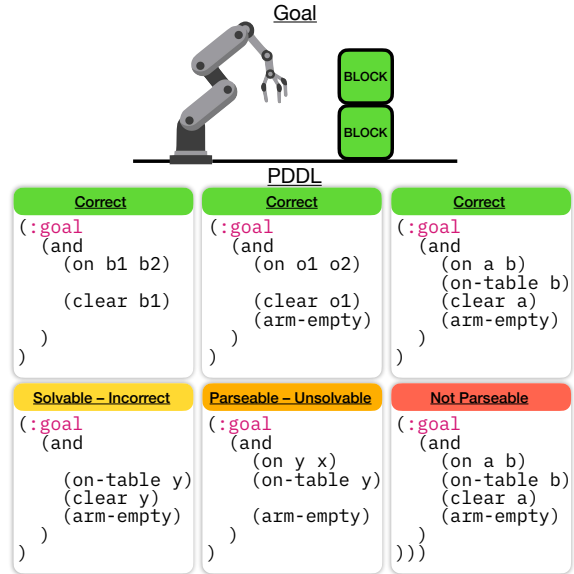 Goal
BLOCK
BLOCK
PDDL
Correct
(:goal
(and
(on b1 b2)
(clear b1)
)
)
Correct
(:goal
(and
(on o1 o2)
(clear o1)
(arm-empty)
)
)
Correct
(:goal
(and
(on a b)
(on-table b)
(clear a)
(arm-empty)
)
)
Solvable – Incorrect
(:goal
(and
(on-table y)
(clear y)
(arm-empty)
)
)
Parseable – Unsolvable
(:goal
(and
(on y x)
(on-table y)
(arm-empty)
)
)
Not Parseable
(:goal
(and
(on a b)
(on-table b)
(clear a)
(arm-empty)
)
)))